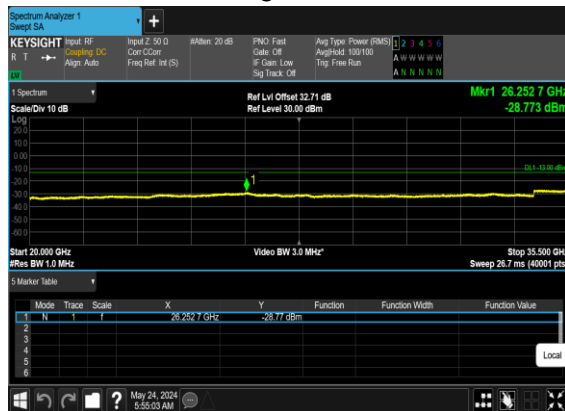 Spectrum Analyzer 1
Swept SA
+
KEYSIGHT Input: RF Input Z: 50 Ω #Atten: 20 dB PNO: Fast Avg Type: Power (RMS) 1 2 3 4 5 6
R T Coupling: DC Corr CCorr Gate: Off Avg|Hold: 100/100 A W W W W W
Align: Auto Freq Ref: Int (S) IF Gain: Low Trig: Free Run
Sig Track: Off A N N N N N
LXI
1 Spectrum Ref Lvl Offset 32.71 dB Mkr1 26.252 7 GHz
Scale/Div 10 dB Ref Level 30.00 dBm -28.773 dBm
Log
20.0
10.0
0.00
-10.0 DL1 -13.00 dBm
-20.0 1
-30.0
-40.0
-50.0
-60.0
Start 20.000 GHz Video BW 3.0 MHz* Stop 35.500 GHz
#Res BW 1.0 MHz Sweep 26.7 ms (40001 pts)
5 Marker Table
Mode Trace Scale X Y Function Function Width Function Value
1 N 1 f 26.252 7 GHz -28.77 dBm
2
3
4
5
6
Local
? May 24, 2024
5:55:03 AM